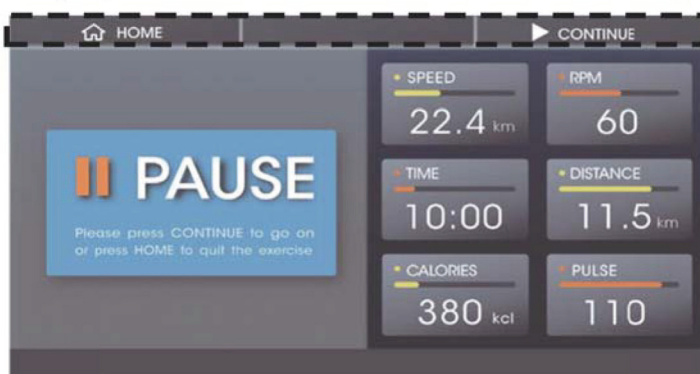 HOME
CONTINUE
PAUSE
Please press CONTINUE to go on
or press HOME to quit the exercise
SPEED
22.4 km
RPM
60
TIME
10:00
DISTANCE
11.5 km
CALORIES
380 kcl
PULSE
110